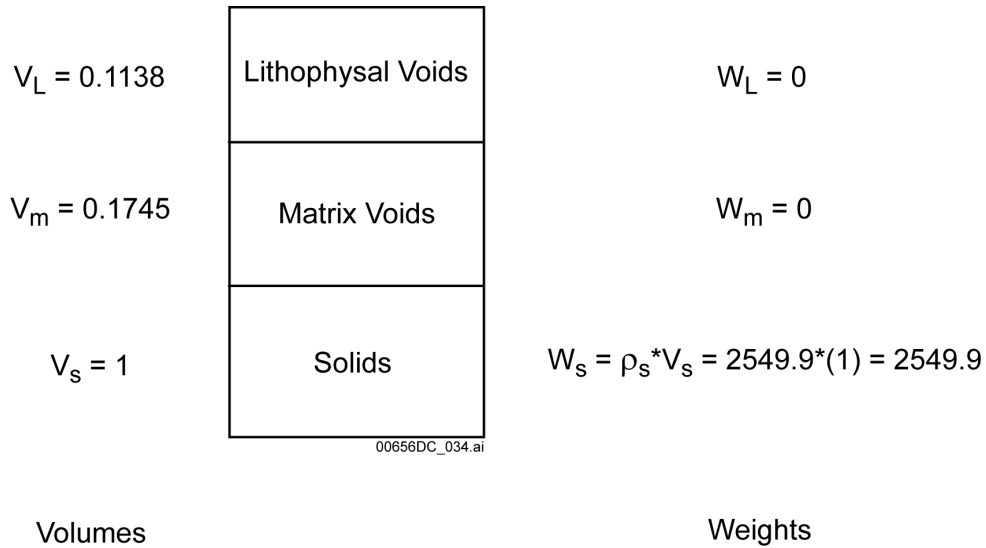 V_L = 0.1138
Lithophysal Voids
W_L = 0
V_m = 0.1745
Matrix Voids
W_m = 0
V_s = 1
Solids
W_s = ρ_s*V_s = 2549.9*(1) = 2549.9
00656DC_034.ai
Volumes
Weights